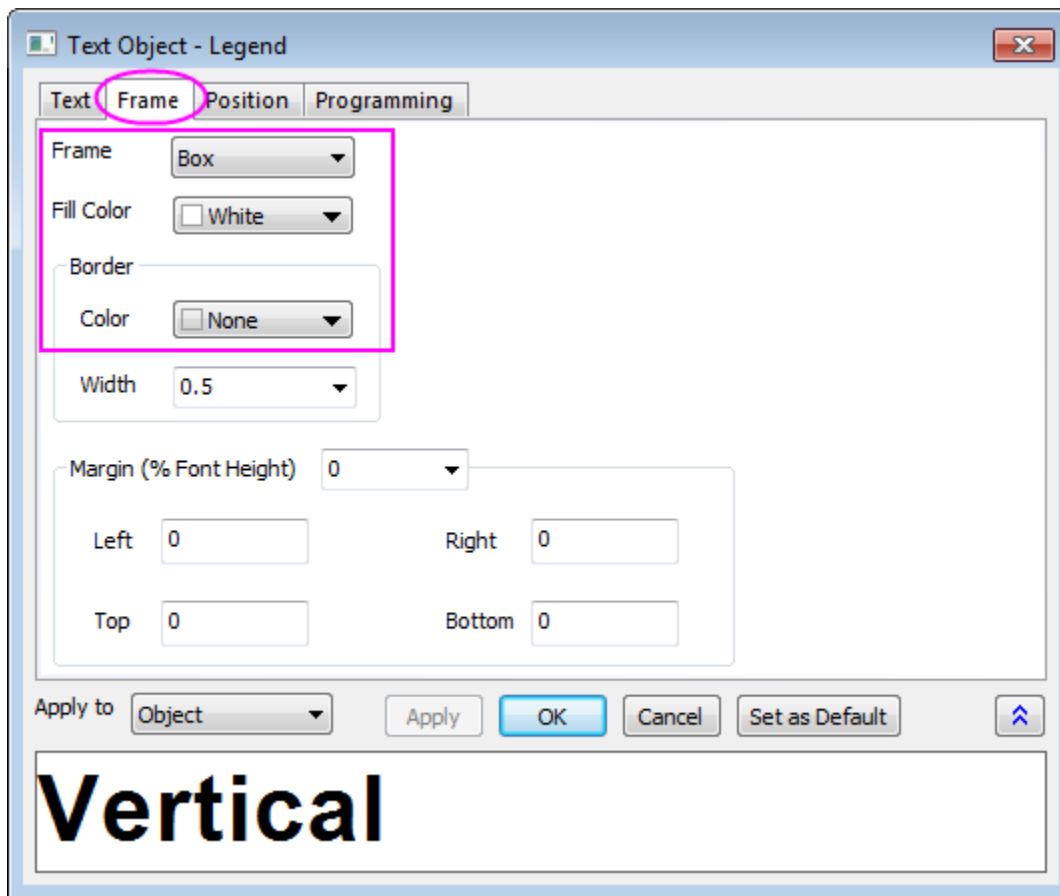 Text Object - Legend
Text Frame Position Programming
Frame Box
Fill Color White
Border
Color None
Width 0.5
Margin (% Font Height) 0
Left 0 Right 0
Top 0 Bottom 0
Apply to Object Apply OK Cancel Set as Default
Vertical